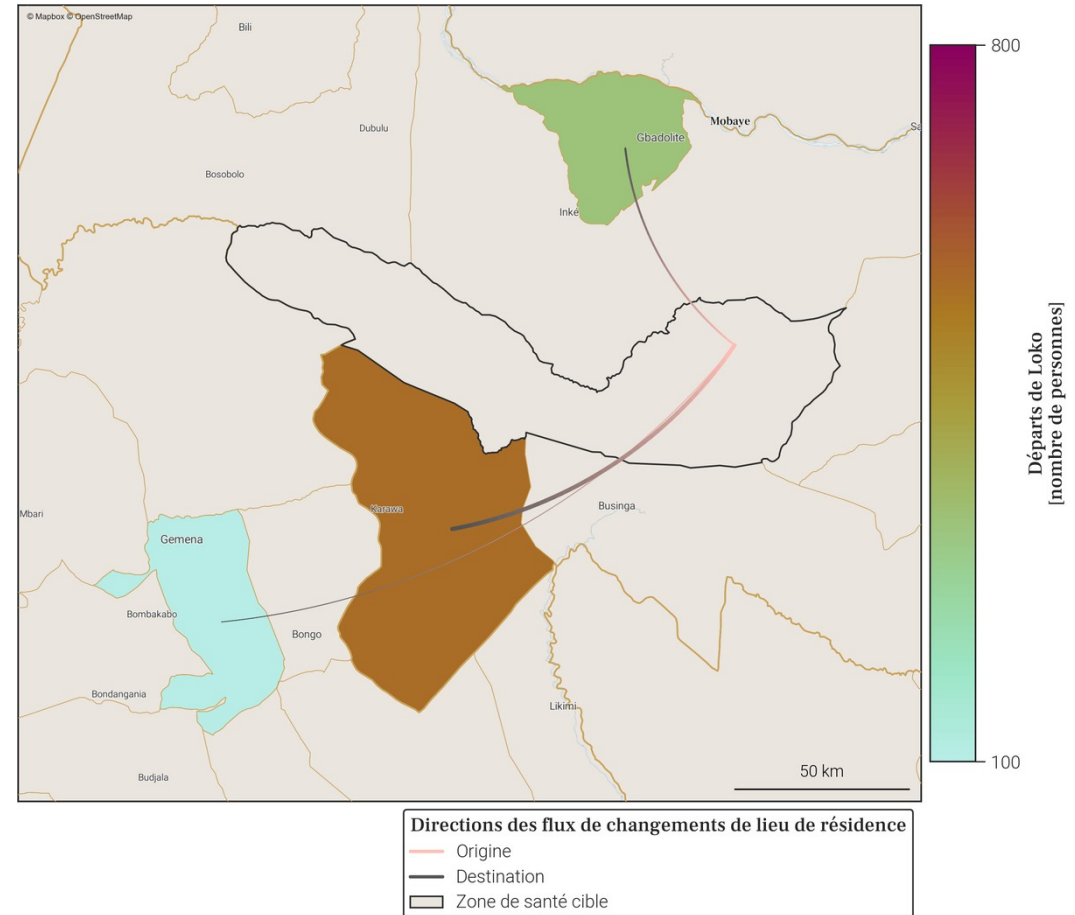 © Mapbox © OpenStreetMap
Bili
800
Mobaye
Dubulu
Gbadolite
Bosobolo
Inké
Départs de Loko
[nombre de personnes]
Karawa
Businga
Mbari
Gemena
Bombakabo
Bongo
Bondangania
Likimi
Budjala
50 km
100
Directions des flux de changements de lieu de résidence
Origine
Destination
Zone de santé cible